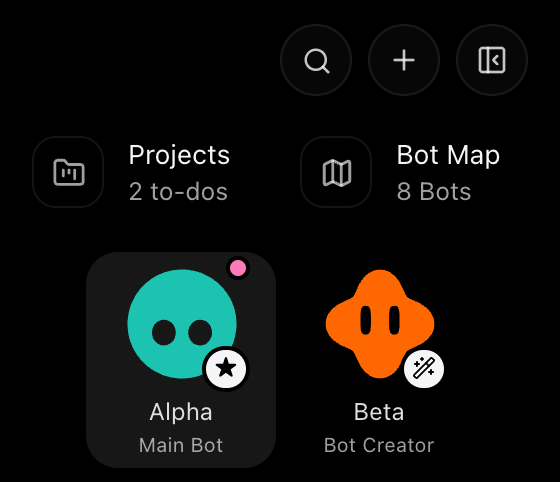 Projects
2 to-dos
Bot Map
8 Bots
Alpha
Main Bot
Beta
Bot Creator